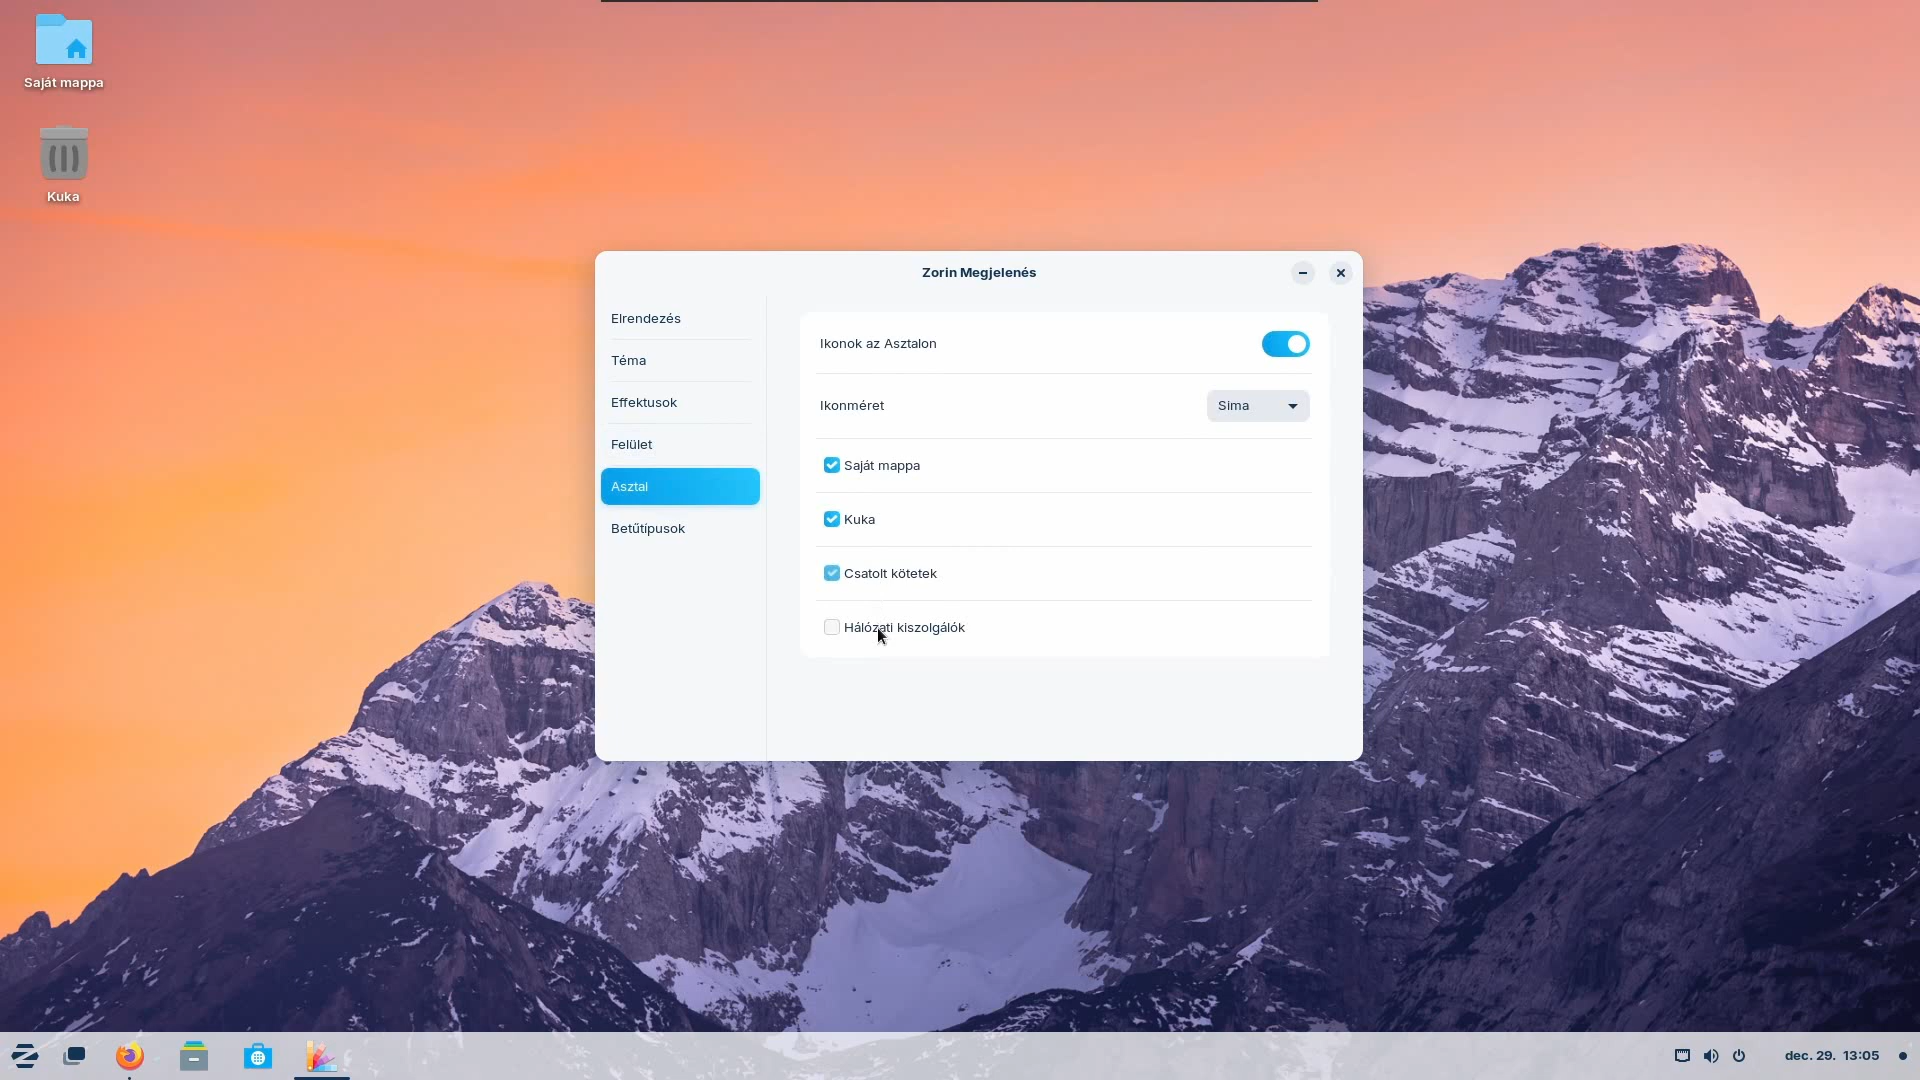 Saját mappa
Kuka
Zorin Megjelenés
Elrendezés
Téma
Effektusok
Felület
Asztal
Betűtípusok
Ikonok az Asztalon
Ikonméret
Sima
Saját mappa
Kuka
Csatolt kötetek
Hálózati kiszolgálók
dec. 29. 13:05